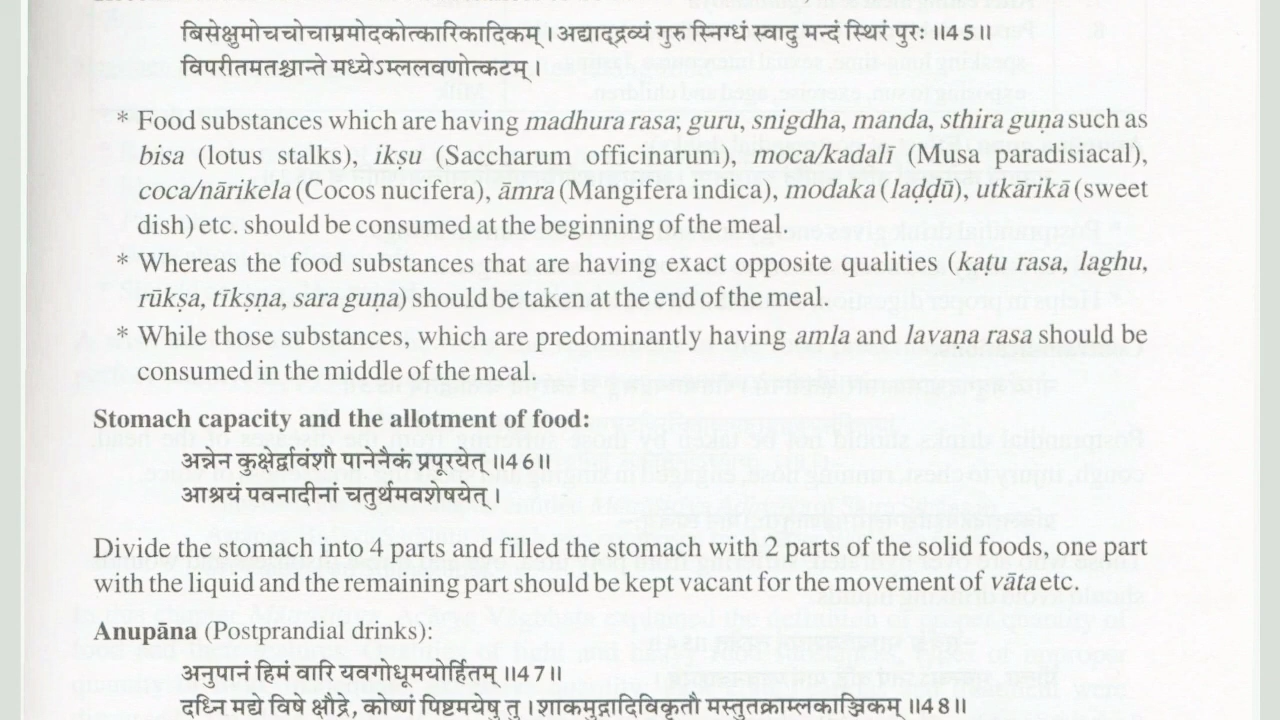 बिसेक्षुमोचचोचाम्रमोदकोत्कारिकादिकम् । अद्याद्द्रव्यं गुरु स्निग्धं स्वादु मन्दं स्थिरं पुरः ॥45॥
विपरीतमतश्चान्ते मध्येऽम्ललवणोत्कटम् ।
* Food substances which are having madhura rasa; guru, snigdha, manda, sthira guṇa such as
bisa (lotus stalks), ikṣu (Saccharum officinarum), moca/kadalī (Musa paradisiacal),
coca/nārikela (Cocos nucifera), āmra (Mangifera indica), modaka (laḍḍū), utkārikā (sweet
dish) etc. should be consumed at the beginning of the meal.
* Whereas the food substances that are having exact opposite qualities (kaṭu rasa, laghu,
rūkṣa, tīkṣṇa, sara guṇa) should be taken at the end of the meal.
* While those substances, which are predominantly having amla and lavaṇa rasa should be
consumed in the middle of the meal.
Stomach capacity and the allotment of food:
अन्नेन कुक्षेर्द्वावंशौ पानेनैकं प्रपूरयेत् ॥46॥
आश्रयं पवनादीनां चतुर्थमवशेषयेत् ।
Divide the stomach into 4 parts and filled the stomach with 2 parts of the solid foods, one part
with the liquid and the remaining part should be kept vacant for the movement of vāta etc.
Anupāna (Postprandial drinks):
अनुपानं हिमं वारि यवगोधूमयोर्हितम् ॥47॥
दध्नि मद्ये विषे क्षौद्रे, कोष्णं पिष्टमयेषु तु । शाकमुद्गादिविकृतौ मस्तुतक्राम्लकाञ्जिकम् ॥48॥